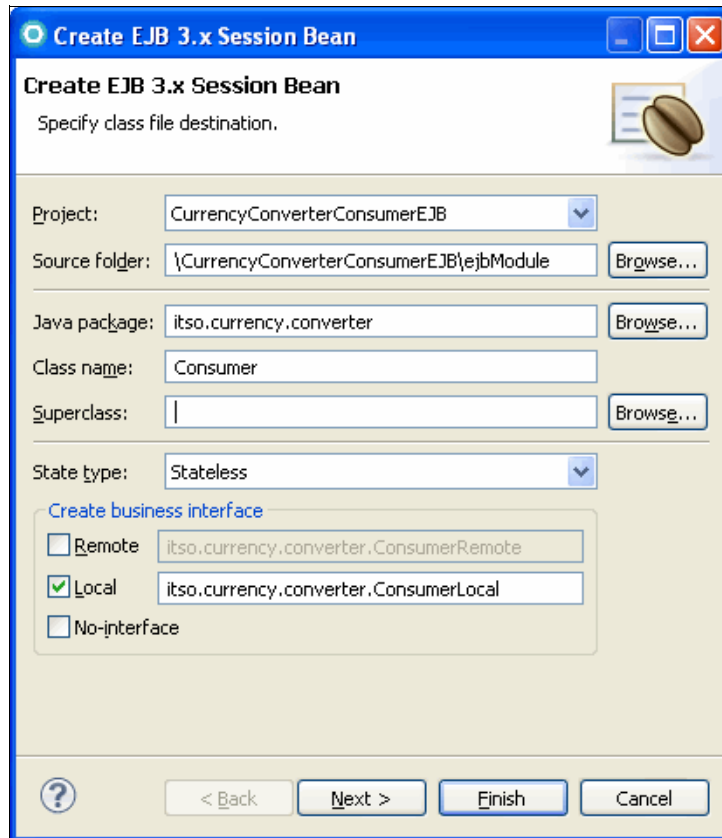 Create EJB 3.x Session Bean
Create EJB 3.x Session Bean
Specify class file destination.
Project: CurrencyConverterConsumerEJB
Source folder: \CurrencyConverterConsumerEJB\ejbModule Browse...
Java package: itso.currency.converter Browse...
Class name: Consumer
Superclass: Browse...
State type: Stateless
Create business interface
Remote itso.currency.converter.ConsumerRemote
Local itso.currency.converter.ConsumerLocal
No-interface
? < Back Next > Finish Cancel